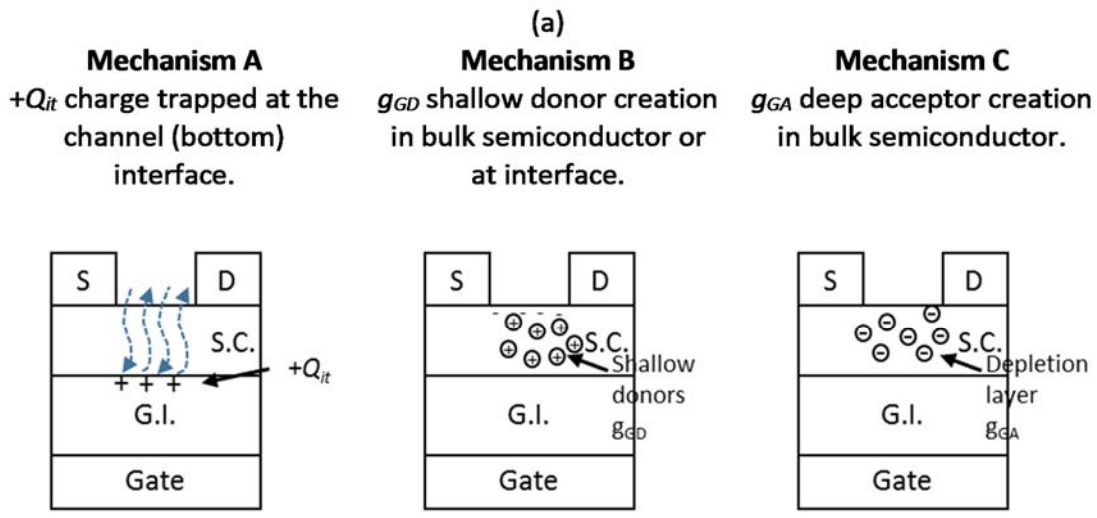 (a)
Mechanism A
+Qit charge trapped at the
channel (bottom)
interface.
Mechanism B
gGD shallow donor creation
in bulk semiconductor or
at interface.
Mechanism C
gGA deep acceptor creation
in bulk semiconductor.
S
D
S.C.
+ + +
+Qit
G.I.
Gate
S
D
+ + + + + + +
S.C.
Shallow
donors
gGD
G.I.
Gate
S
D
- - - - - - - -
S.C.
Depletion
layer
gGA
G.I.
Gate